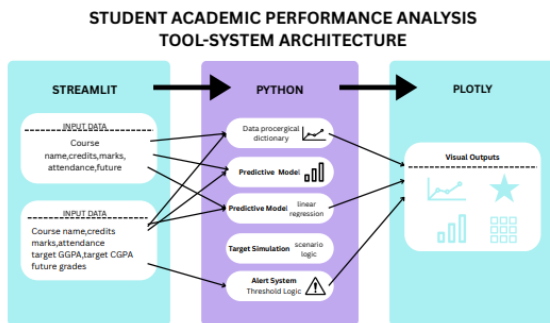 STUDENT ACADEMIC PERFORMANCE ANALYSIS
TOOL-SYSTEM ARCHITECTURE
STREAMLIT
INPUT DATA
Course
name,credits,marks,
attendance,future
INPUT DATA
Course name,credits
marks,attendance
target GGPA,target CGPA
future grades
PYTHON
Data procergical
dictionary
Predictive Model
Predictive Model linear
regression
Target Simulation scenario
logic
Alert System
Threshold Logic
PLOTLY
Visual Outputs